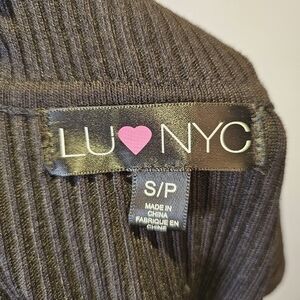 LU♥NYC
S/P
MADE IN
CHINA
FABRIQUE EN
CHINE